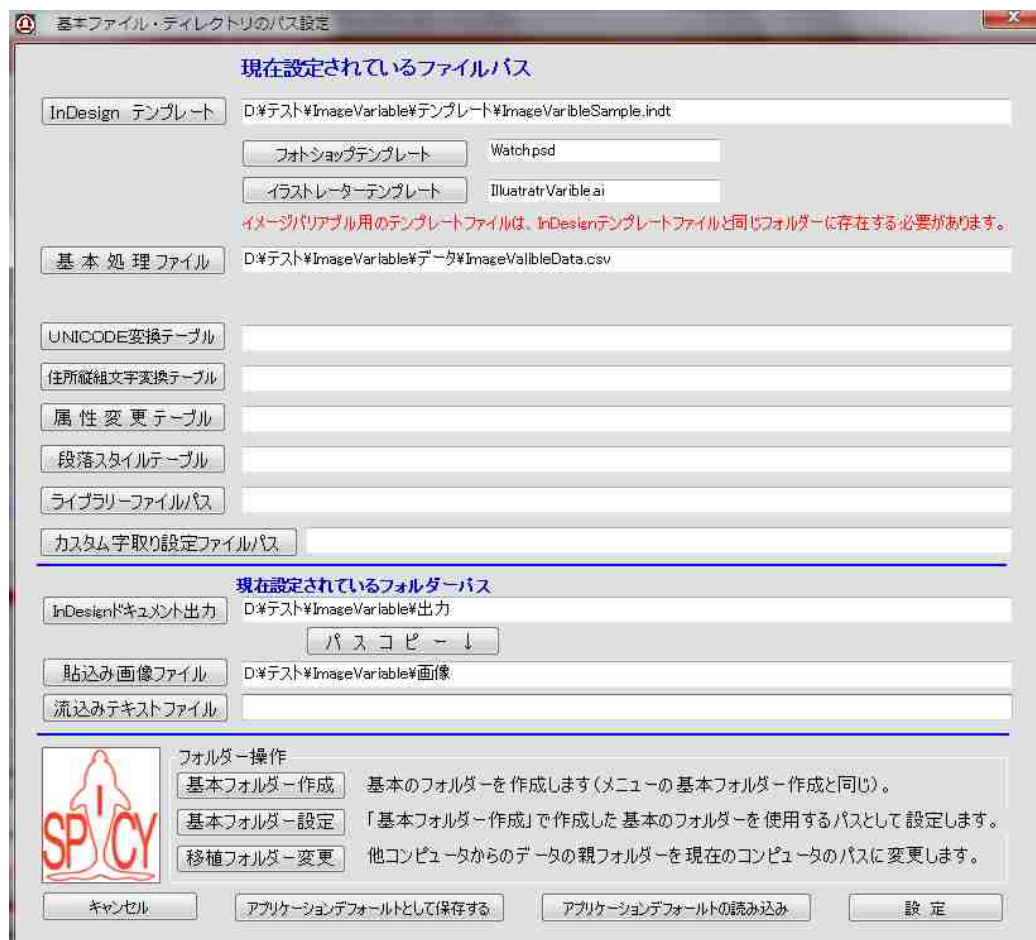 基本ファイル・ディレクトリのパス設定
現在設定されているファイルパス
InDesign テンプレート D:¥テスト¥ImageVariable¥テンプレート¥ImageVaribleSample.indt
フォトショップテンプレート Watch.psd
イラストレーターテンプレート IlluatratrVarible.ai
イメージバリアブル用のテンプレートファイルは、InDesignテンプレートファイルと同じフォルダーに存在する必要があります。
基本処理ファイル D:¥テスト¥ImageVariable¥データ¥ImageValibleData.csv
UNICODE変換テーブル
住所縦組文字変換テーブル
属性変更テーブル
段落スタイルテーブル
ライブラリーファイルパス
カスタム字取り設定ファイルパス
現在設定されているフォルダーパス
InDesignドキュメント出力 D:¥テスト¥ImageVariable¥出力
パスコピー↓
貼込み画像ファイル D:¥テスト¥ImageVariable¥画像
流込みテキストファイル
フォルダー操作
基本フォルダー作成 基本のフォルダーを作成します(メニューの基本フォルダー作成と同じ)。
基本フォルダー設定 「基本フォルダー作成」で作成した基本のフォルダーを使用するパスとして設定します。
移植フォルダー変更 他コンピュータからのデータの親フォルダーを現在のコンピュータのパスに変更します。
SPICY
キャンセル アプリケーションデフォールトとして保存する アプリケーションデフォールトの読み込み 設定